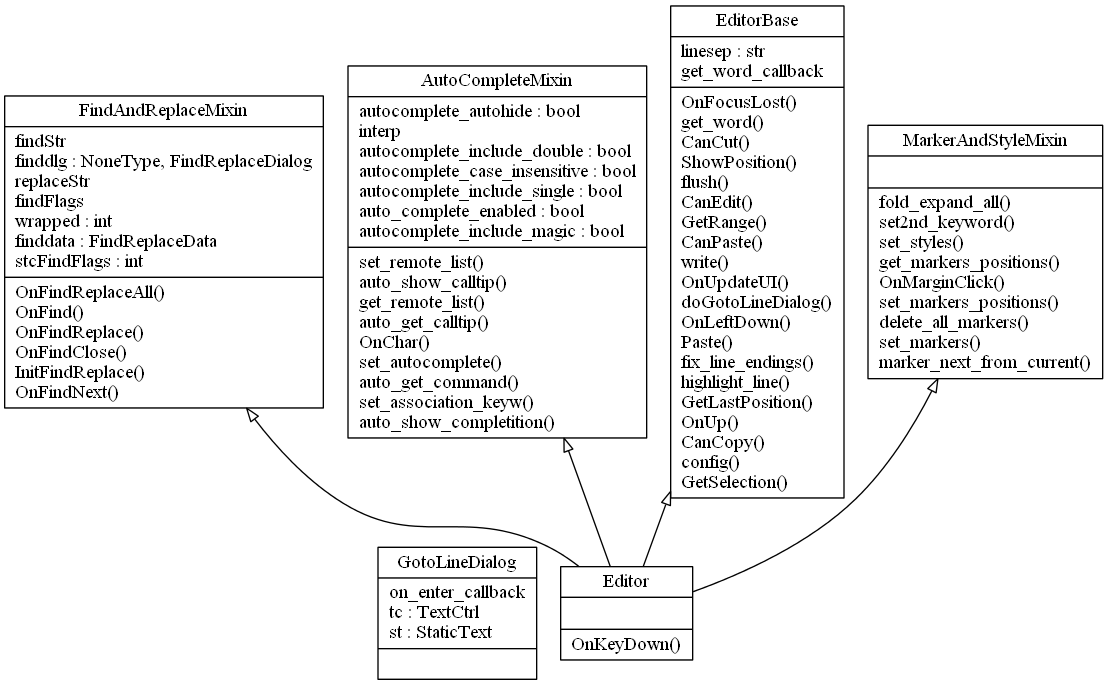 FindAndReplaceMixin
findStr
finddlg : NoneType, FindReplaceDialog
replaceStr
findFlags
wrapped : int
finddata : FindReplaceData
stcFindFlags : int
OnFindReplaceAll()
OnFind()
OnFindReplace()
OnFindClose()
InitFindReplace()
OnFindNext()
AutoCompleteMixin
autocomplete_autohide : bool
interp
autocomplete_include_double : bool
autocomplete_case_insensitive : bool
autocomplete_include_single : bool
auto_complete_enabled : bool
autocomplete_include_magic : bool
set_remote_list()
auto_show_calltip()
get_remote_list()
auto_get_calltip()
OnChar()
set_autocomplete()
auto_get_command()
set_association_keyw()
auto_show_completition()
EditorBase
linesep : str
get_word_callback
OnFocusLost()
get_word()
CanCut()
ShowPosition()
flush()
CanEdit()
GetRange()
CanPaste()
write()
OnUpdateUI()
doGotoLineDialog()
OnLeftDown()
Paste()
fix_line_endings()
highlight_line()
GetLastPosition()
OnUp()
CanCopy()
config()
GetSelection()
MarkerAndStyleMixin
fold_expand_all()
set2nd_keyword()
set_styles()
get_markers_positions()
OnMarginClick()
set_markers_positions()
delete_all_markers()
set_markers()
marker_next_from_current()
GotoLineDialog
on_enter_callback
tc : TextCtrl
st : StaticText
Editor
OnKeyDown()